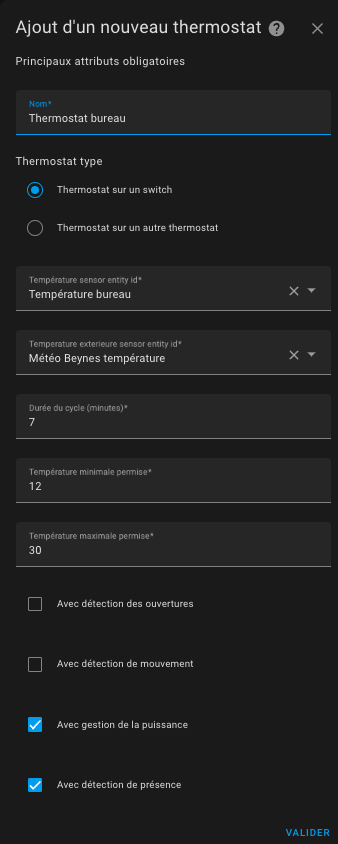 Ajout d'un nouveau thermostat ?
Principaux attributs obligatoires
Nom*
Thermostat bureau
Thermostat type
Thermostat sur un switch
Thermostat sur un autre thermostat
Température sensor entity id*
Température bureau
Temperature exterieure sensor entity id*
Météo Beynes température
Durée du cycle (minutes)*
7
Température minimale permise*
12
Température maximale permise*
30
Avec détection des ouvertures
Avec détection de mouvement
Avec gestion de la puissance
Avec détection de présence
VALIDER